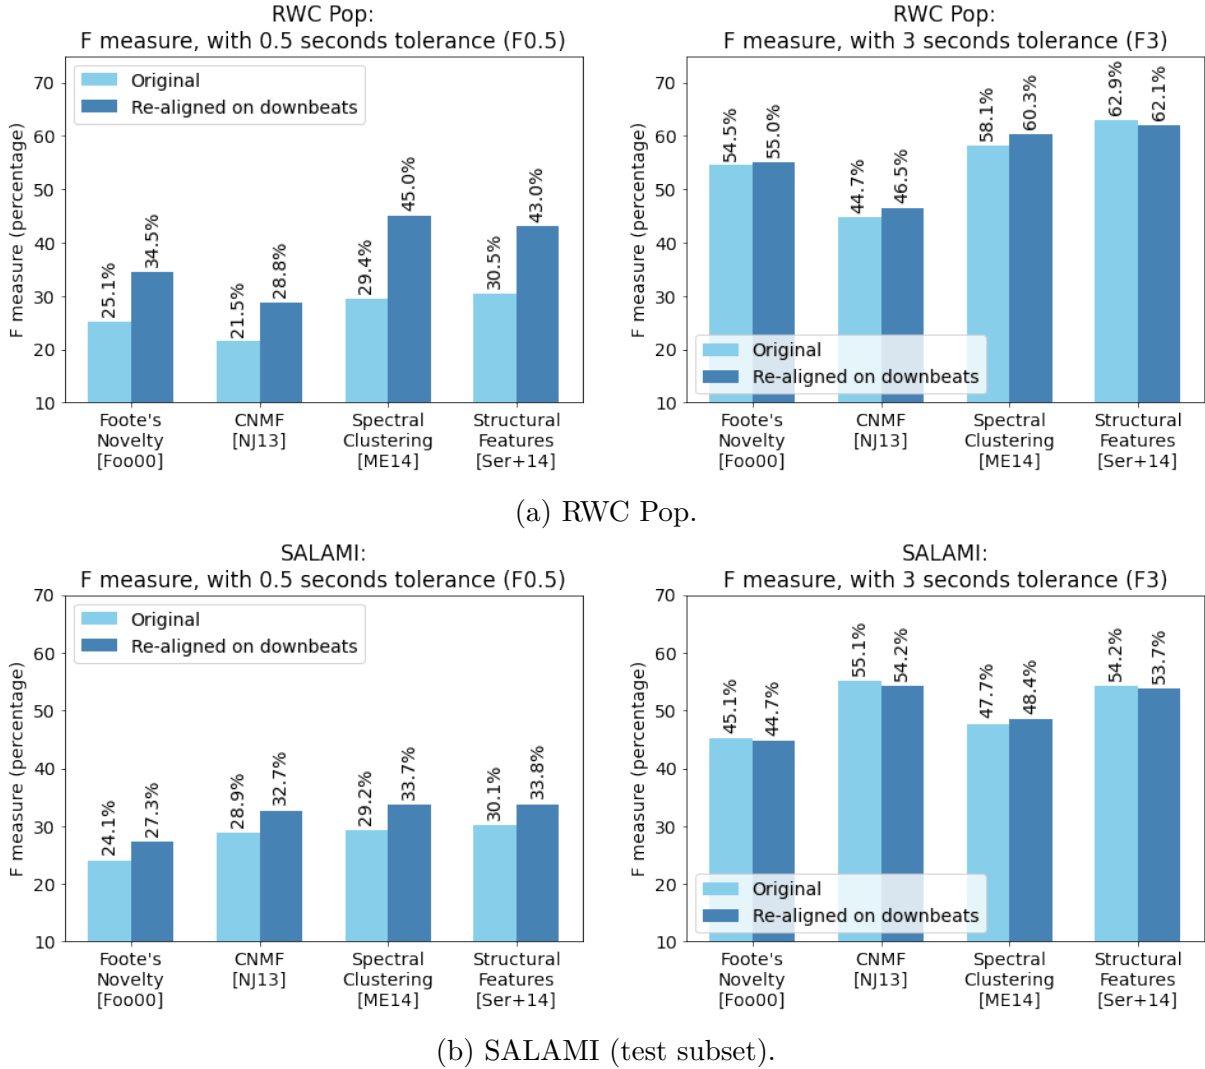 RWC Pop:
F measure, with 0.5 seconds tolerance (F0.5)
F measure (percentage)
70
60
50
40
30
20
10
Original
Re-aligned on downbeats
25.1%
34.5%
21.5%
28.8%
29.4%
45.0%
30.5%
43.0%
Foote's
Novelty
[Foo00]
CNMF
[NJ13]
Spectral
Clustering
[ME14]
Structural
Features
[Ser+14]
RWC Pop:
F measure, with 3 seconds tolerance (F3)
F measure (percentage)
70
60
50
40
30
20
10
54.5%
55.0%
44.7%
46.5%
58.1%
60.3%
62.9%
62.1%
Original
Re-aligned on downbeats
Foote's
Novelty
[Foo00]
CNMF
[NJ13]
Spectral
Clustering
[ME14]
Structural
Features
[Ser+14]
(a) RWC Pop.
SALAMI:
F measure, with 0.5 seconds tolerance (F0.5)
F measure (percentage)
70
60
50
40
30
20
10
Original
Re-aligned on downbeats
24.1%
27.3%
28.9%
32.7%
29.2%
33.7%
30.1%
33.8%
Foote's
Novelty
[Foo00]
CNMF
[NJ13]
Spectral
Clustering
[ME14]
Structural
Features
[Ser+14]
SALAMI:
F measure, with 3 seconds tolerance (F3)
F measure (percentage)
70
60
50
40
30
20
10
45.1%
44.7%
55.1%
54.2%
47.7%
48.4%
54.2%
53.7%
Original
Re-aligned on downbeats
Foote's
Novelty
[Foo00]
CNMF
[NJ13]
Spectral
Clustering
[ME14]
Structural
Features
[Ser+14]
(b) SALAMI (test subset).